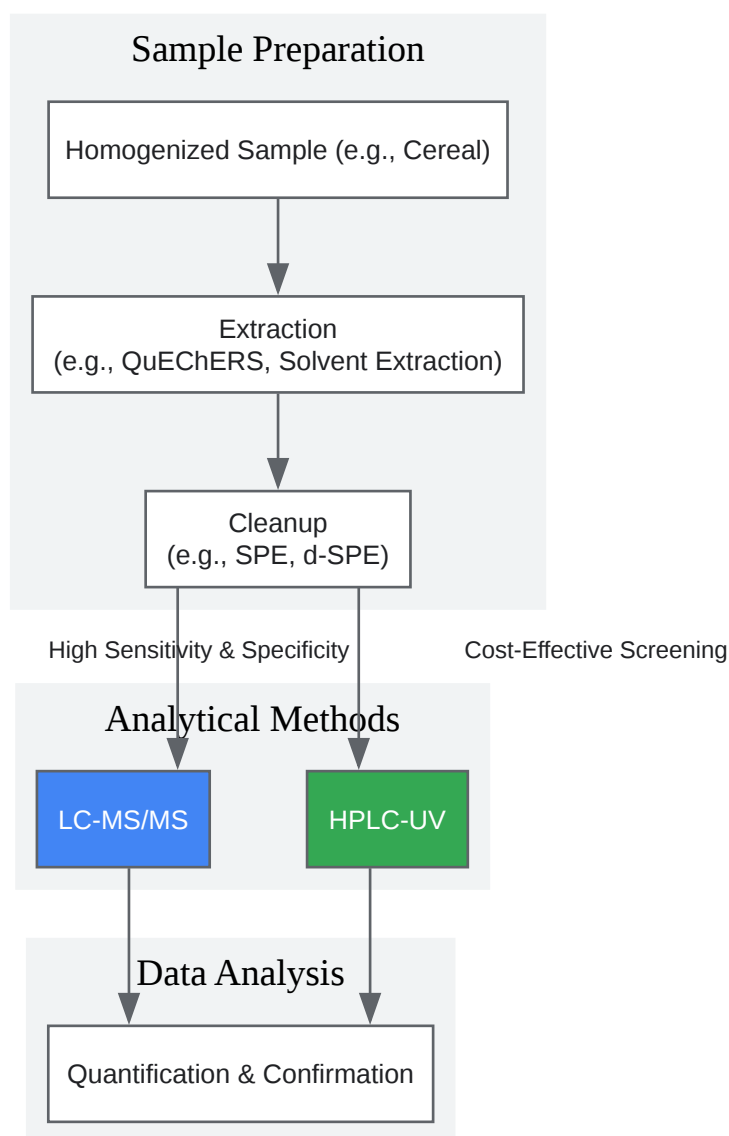 Sample Preparation
Homogenized Sample (e.g., Cereal)
Extraction
(e.g., QuEChERS, Solvent Extraction)
Cleanup
(e.g., SPE, d-SPE)
High Sensitivity & Specificity
Cost-Effective Screening
Analytical Methods
LC-MS/MS
HPLC-UV
Data Analysis
Quantification & Confirmation